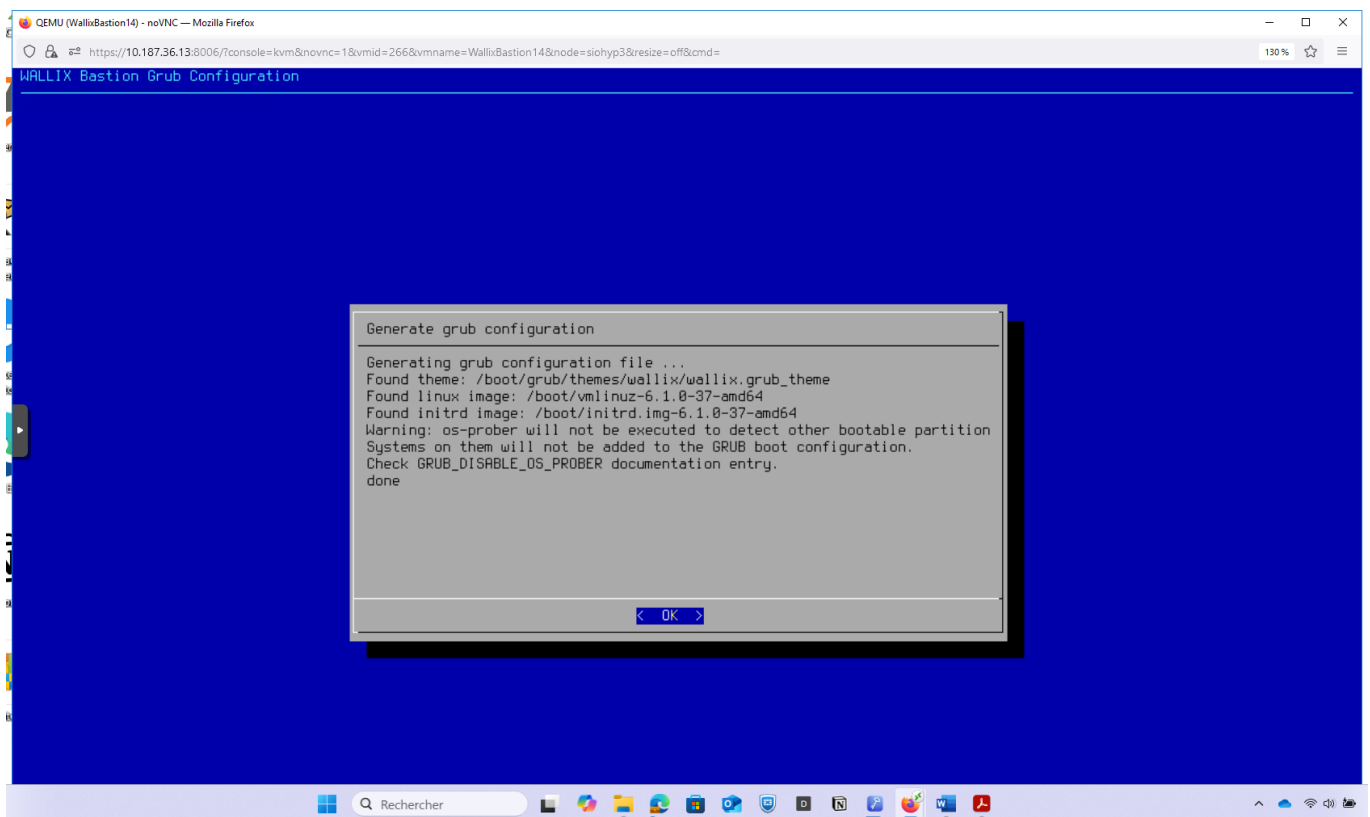 QEMU (WallixBastion14) - noVNC — Mozilla Firefox
https://10.187.36.13:8006/?console=kvm&novnc=1&vmid=266&vmname=WallixBastion14&node=siohyp3&resize=off&cmd=
130 %
WALLIX Bastion Grub Configuration
Generate grub configuration
Generating grub configuration file ...
Found theme: /boot/grub/themes/wallix/wallix.grub_theme
Found linux image: /boot/vmlinuz-6.1.0-37-amd64
Found initrd image: /boot/initrd.img-6.1.0-37-amd64
Warning: os-prober will not be executed to detect other bootable partition
Systems on them will not be added to the GRUB boot configuration.
Check GRUB_DISABLE_OS_PROBER documentation entry.
done
< OK >
Rechercher